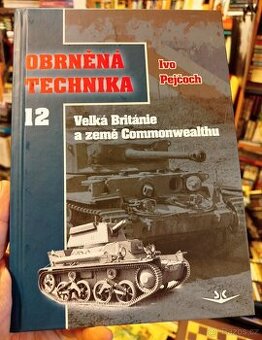 OBRNĚNÁ
TECHNIKA
Ivo
Pejčoch
12
Velká Británie
a země Commonwealthu